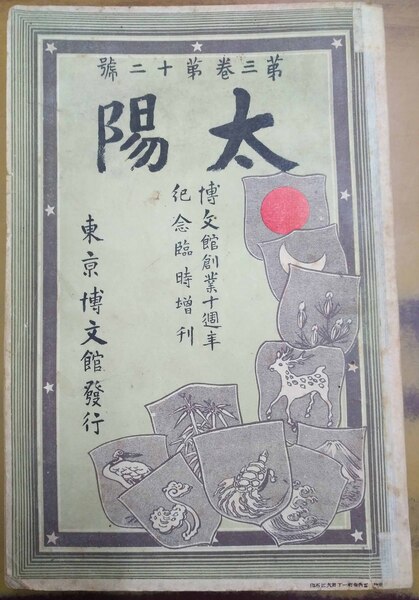 第三卷第十二號
太陽
博文館創業十週年
紀念臨時增刊
東京博文館發行